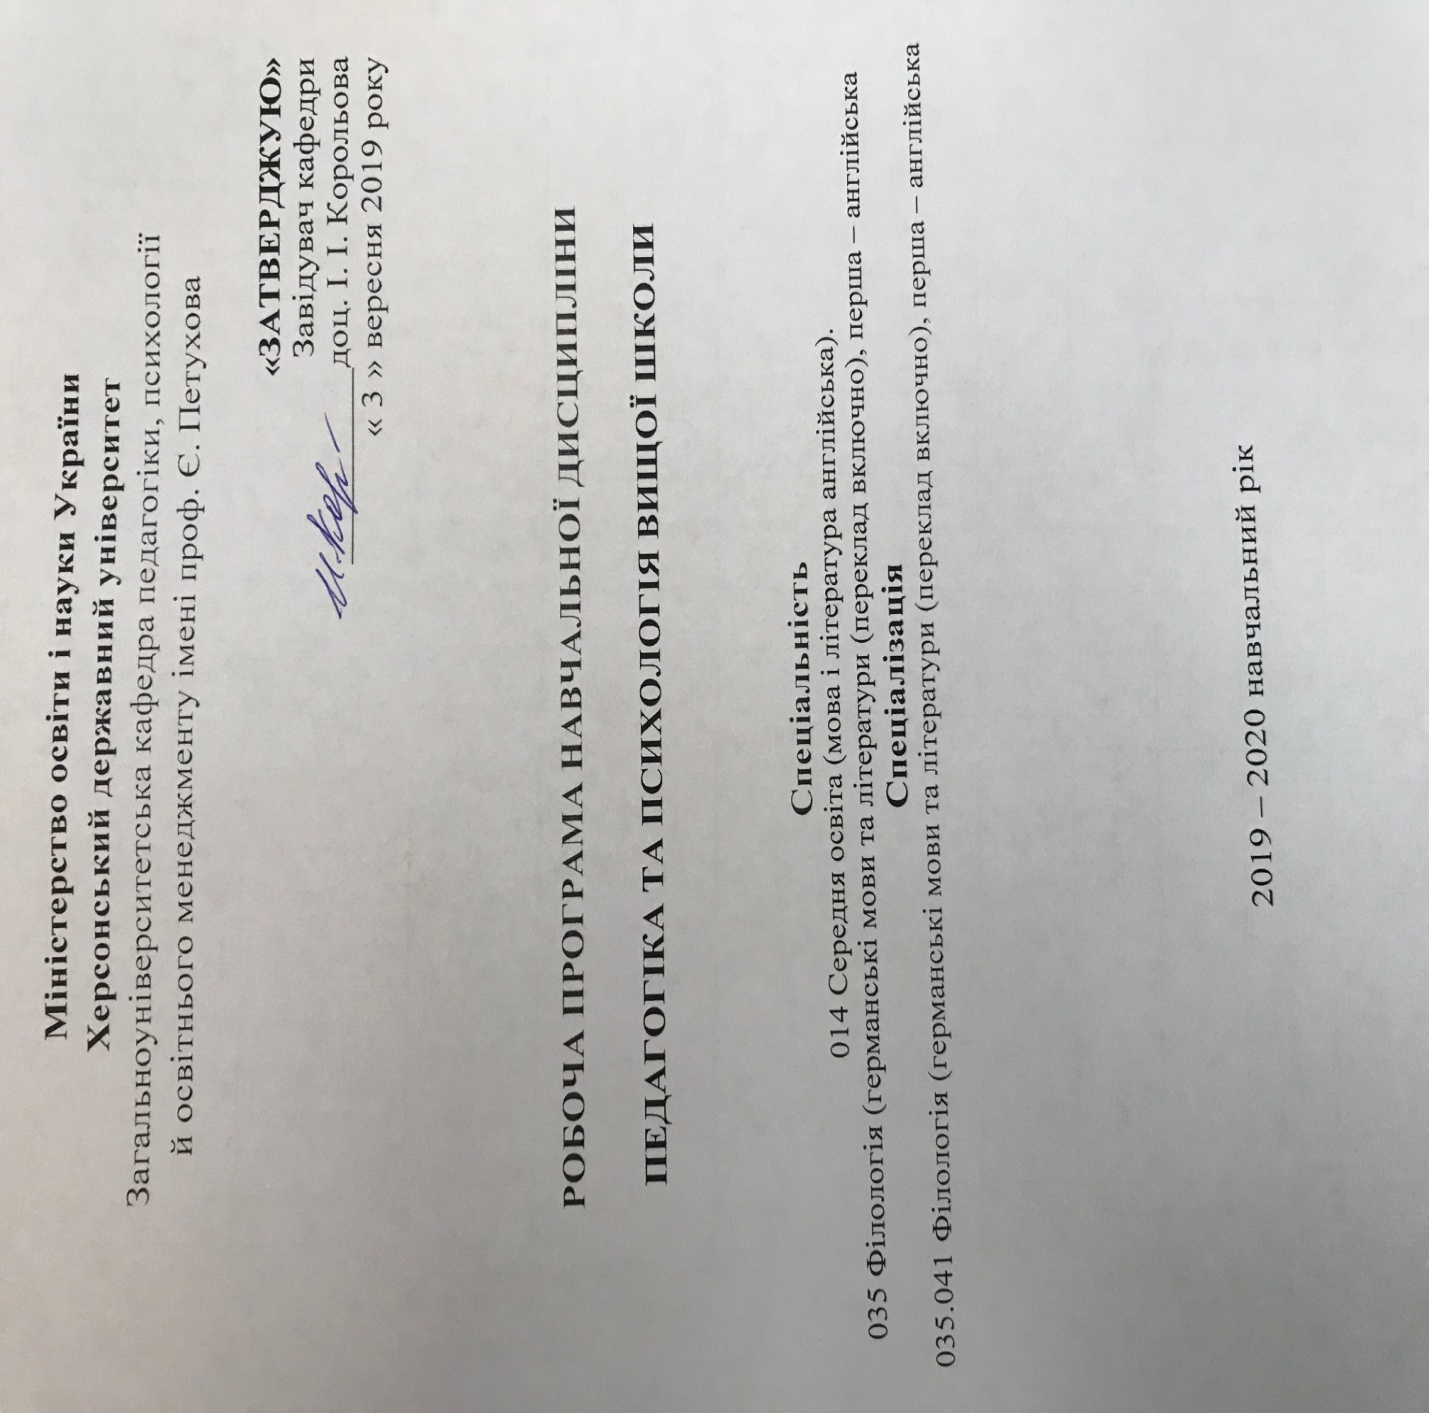 Міністерство освіти і науки України
Херсонський державний університет
Загальноуніверситетська кафедра педагогіки, психології
й освітнього менеджменту імені проф. Є. Петухова
«ЗАТВЕРДЖУЮ»
Завідувач кафедри
доц. І. І. Корольова
« 3 » вересня 2019 року
РОБОЧА ПРОГРАМА НАВЧАЛЬНОЇ ДИСЦИПЛІНИ
ПЕДАГОГІКА ТА ПСИХОЛОГІЯ ВИЩОЇ ШКОЛИ
Спеціальність
014 Середня освіта (мова і література англійська).
035 Філологія (германські мови та літератури (переклад включно), перша – англійська
Спеціалізація
035.041 Філологія (германські мови та літератури (переклад включно), перша – англійська
2019 – 2020 навчальний рік